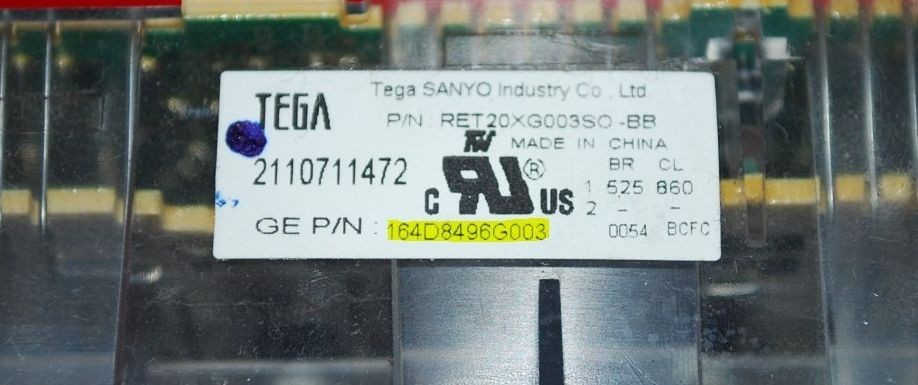 TEGA
Tega SANYO Industry Co., Ltd.
P/N: RET20XG003SO-BB
MADE IN CHINA
2110711472
C RU ® US
BR CL
1 525 860
2 - -
GE P/N : 164D8496G003
0054 BCFC